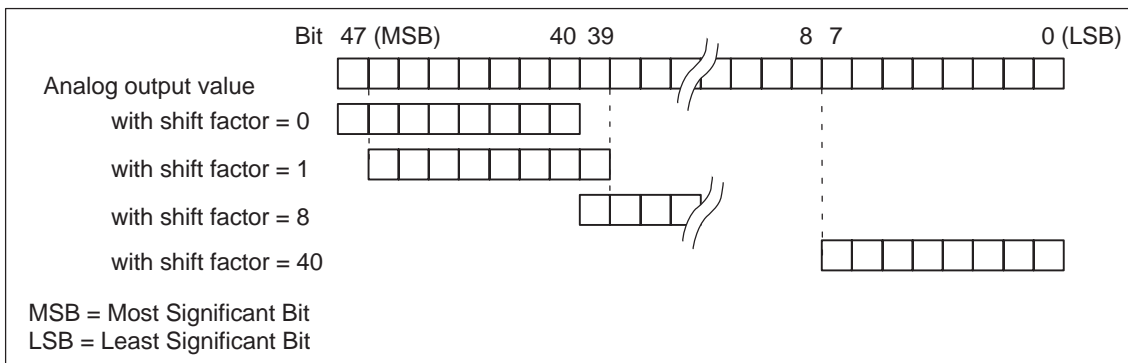 Bit 47 (MSB) 40 39 8 7 0 (LSB)
Analog output value
with shift factor = 0
with shift factor = 1
with shift factor = 8
with shift factor = 40
MSB = Most Significant Bit
LSB = Least Significant Bit